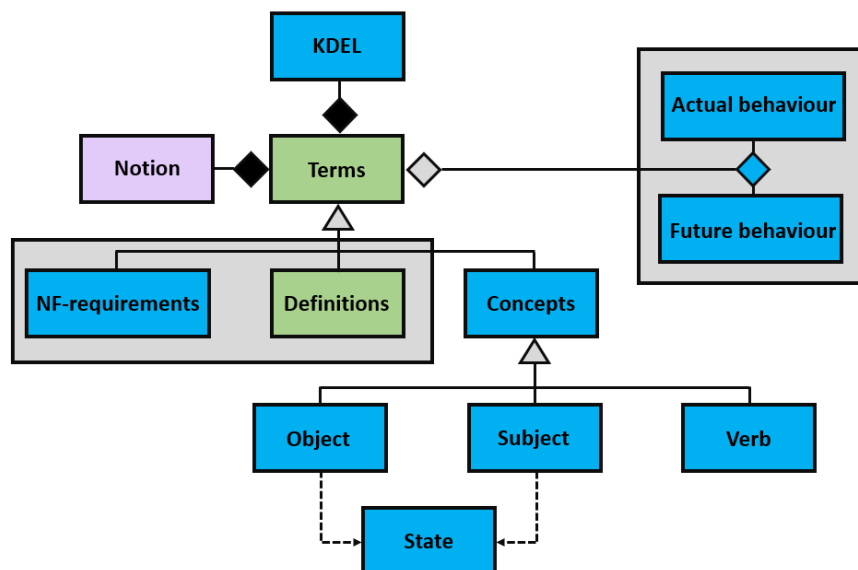 KDEL
Actual behaviour
Notion
Terms
Future behaviour
NF-requirements
Definitions
Concepts
Object
Subject
Verb
State